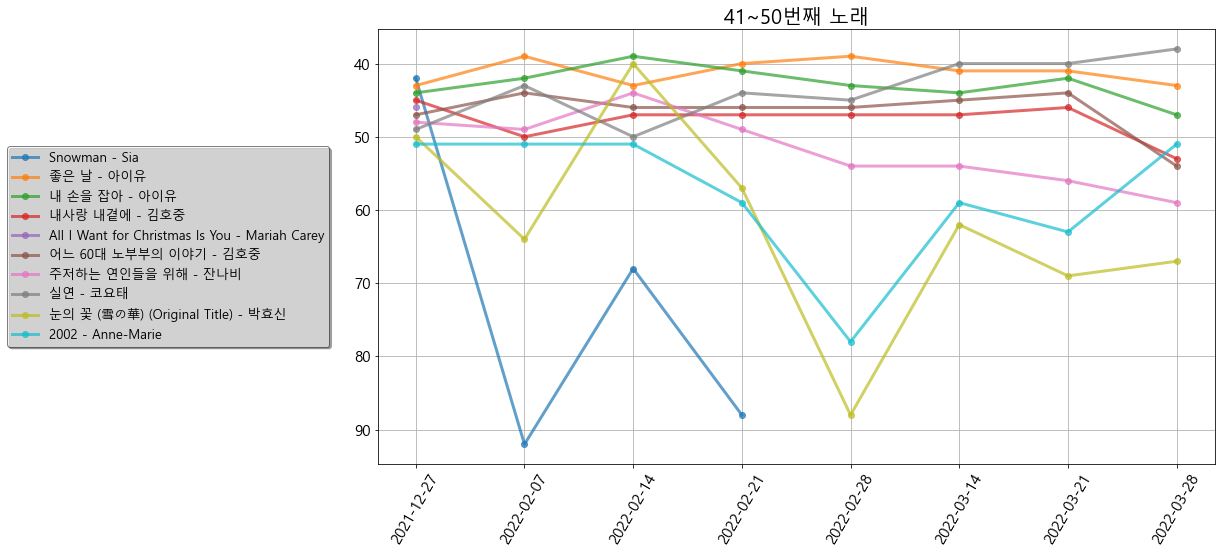 41~50번째 노래
Snowman - Sia
좋은 날 - 아이유
내 손을 잡아 - 아이유
내사랑 내곁에 - 김호중
All I Want for Christmas Is You - Mariah Carey
어느 60대 노부부의 이야기 - 김호중
주저하는 연인들을 위해 - 잔나비
실연 - 코요태
눈의 꽃 (雪の華) (Original Title) - 박효신
2002 - Anne-Marie
40
50
60
70
80
90
2021-12-27
2022-02-07
2022-02-14
2022-02-21
2022-02-28
2022-03-14
2022-03-21
2022-03-28